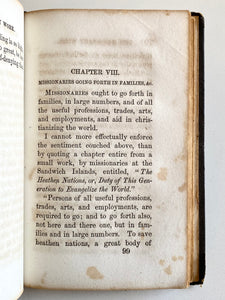 WORK.
CHAPTER VIII.
MISSIONARIES GOING FORTH IN FAMILIES, &c.
Missionaries ought to go forth in
families, in large numbers, and of all
the useful professions, trades, arts,
and employments, and aid in chris-
tianizing the world.
I cannot more effectually enforce
the sentiment couched above, than
by quoting a chapter entire from a
small work, by missionaries at the
Sandwich Islands, entitled, "The
Heathen Nations, or, Duty of This Gen-
eration to Evangelize the World."
"Persons of all useful professions,
trades, arts, and employments, are
required to go; and to go forth also,
not here and there one, but in fami-
lies and in large numbers. To save
heathen nations, a great body of
99